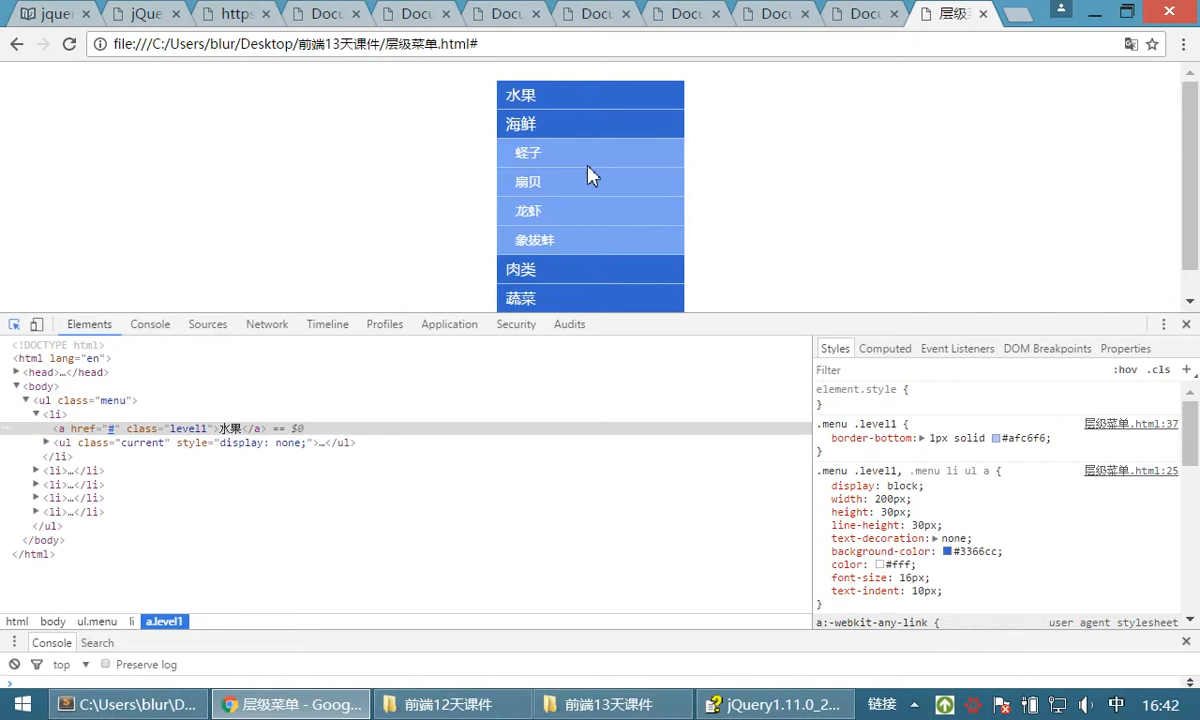 jquer
jQue
https
Docu
Docu
Docu
Docu
Docu
Docu
Docu
层级
file:///C:/Users/blur/Desktop/前端13天课件/层级菜单.html#
水果
海鲜
蛏子
扇贝
龙虾
象拔蚌
肉类
蔬菜
Elements Console Sources Network Timeline Profiles Application Security Audits
<!DOCTYPE html>
<html lang="en">
<head>…</head>
<body>
<ul class="menu">
<li>
<a href="#" class="level1">水果</a> == $0
<ul class="current" style="display: none;">…</ul>
</li>
<li>…</li>
<li>…</li>
<li>…</li>
<li>…</li>
</ul>
</body>
</html>
html body ul.menu li a.level1
Styles Computed Event Listeners DOM Breakpoints Properties
Filter :hov .cls +
element.style {
}
.menu .level1 { 层级菜单.html:37
border-bottom: 1px solid #afc6f6;
}
.menu .level1, .menu li ul a { 层级菜单.html:25
display: block;
width: 200px;
height: 30px;
line-height: 30px;
text-decoration: none;
background-color: #3366cc;
color: #fff;
font-size: 16px;
text-indent: 10px;
}
a:-webkit-any-link { user agent stylesheet
Console Search
top Preserve log
C:\Users\blur\D...
层级菜单 - Goog...
前端12天课件
前端13天课件
jQuery1.11.0_2...
链接
中
16:42